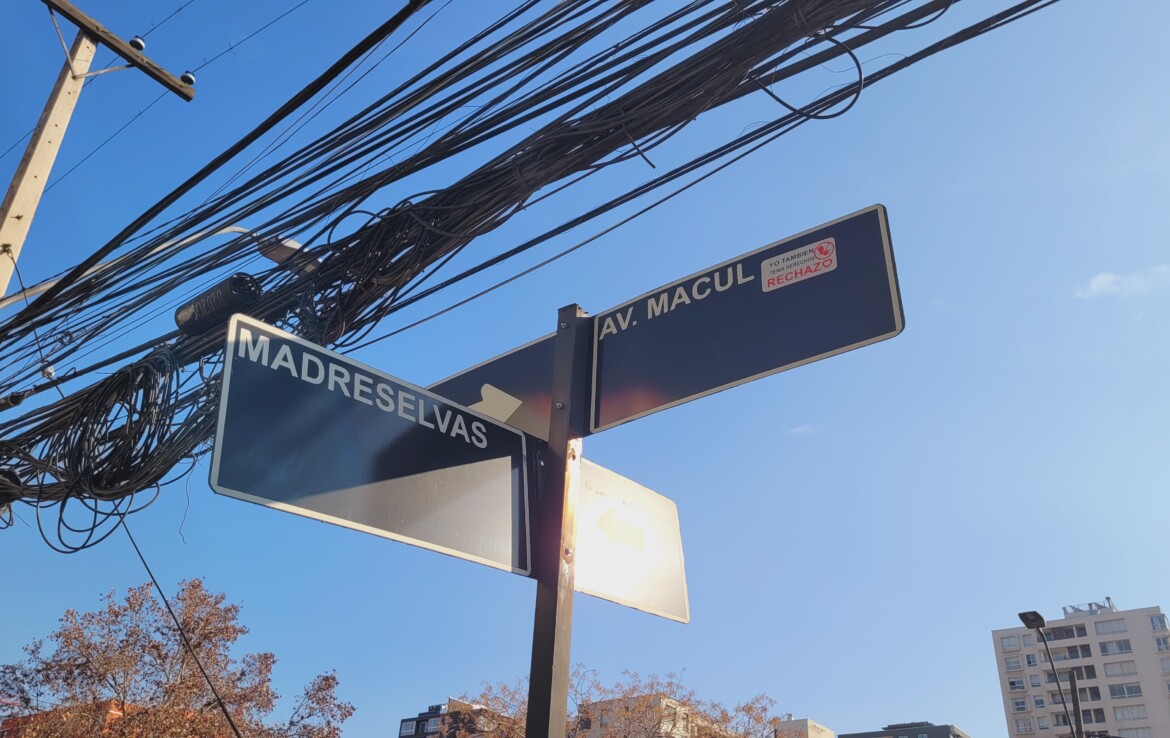 MADRESELVAS
AV. MACUL
YO TAMBIEN
TENIA DERECHOS
RECHAZO